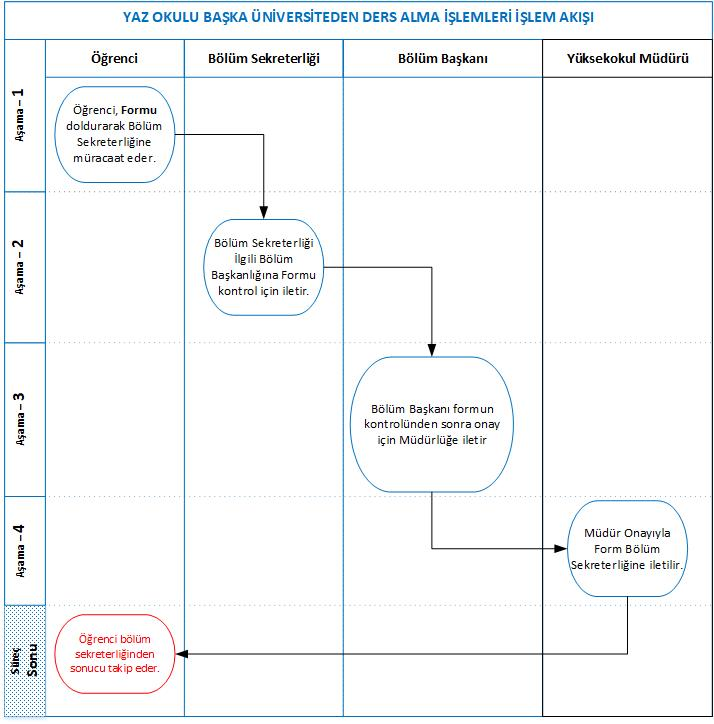 YAZ OKULU BAŞKA ÜNİVERSİTEDEN DERS ALMA İŞLEMLERİ İŞLEM AKIŞI
Öğrenci
Bölüm Sekreterliği
Bölüm Başkanı
Yüksekokul Müdürü
Aşama – 1
Öğrenci, Formu
doldurarak Bölüm
Sekreterliğine
müracaat eder.
Aşama – 2
Bölüm Sekreterliği
İlgili Bölüm
Başkanlığına Formu
kontrol için iletir.
Aşama – 3
Bölüm Başkanı formun
kontrolünden sonra onay
için Müdürlüğe iletir
Aşama – 4
Müdür Onayıyla
Form Bölüm
Sekreterliğine iletilir.
Süreç
Sonu
Öğrenci bölüm
sekreterliğinden
sonucu takip eder.